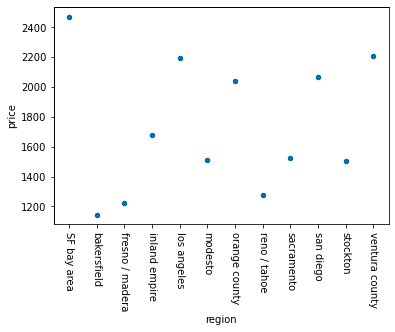 2400
2200
2000
1800
1600
1400
1200
price
SF bay area
bakersfield
fresno / madera
inland empire
los angeles
modesto
orange county
reno / tahoe
sacramento
san diego
stockton
ventura county
region